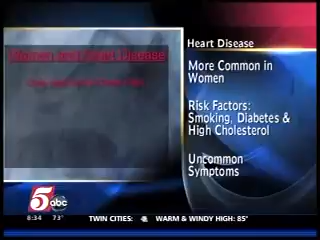 Women and Heart Disease
Heart Disease
More Common in
Women
Risk Factors:
Smoking, Diabetes &
High Cholesterol
Uncommon
Symptoms
5 abc
8:34 73° TWIN CITIES: WARM & WINDY HIGH: 85°